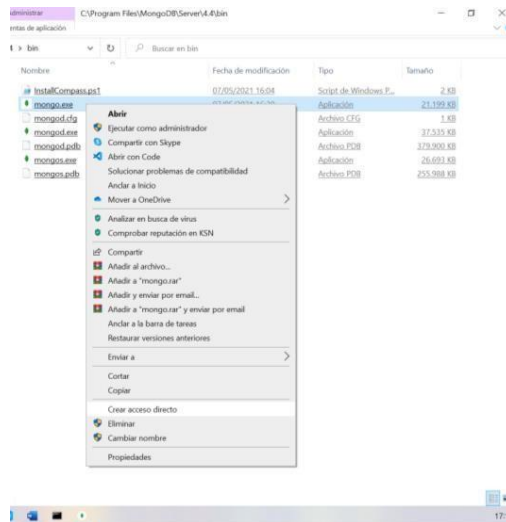 Administrar C:\Program Files\MongoDB\Server\4.4\bin
entas de aplicación
> bin Buscar en bin
Nombre Fecha de modificación Tipo Tamaño
InstallCompass.ps1 07/05/2021 16:04 Script de Windows P... 2 KB
mongo.exe Aplicación 21.199 KB
mongod.cfg Archivo CFG 1 KB
mongod.exe Aplicación 37.535 KB
mongod.pdb Archivo PDB 379.900 KB
mongos.exe Aplicación 26.693 KB
mongos.pdb Archivo PDB 255.988 KB
Abrir
Ejecutar como administrador
Compartir con Skype
Abrir con Code
Solucionar problemas de compatibilidad
Anclar a Inicio
Mover a OneDrive
Analizar en busca de virus
Comprobar reputación en KSN
Compartir
Añadir al archivo...
Añadir a "mongo.rar"
Añadir y enviar por email...
Añadir a "mongo.rar" y enviar por email
Anclar a la barra de tareas
Restaurar versiones anteriores
Enviar a
Cortar
Copiar
Crear acceso directo
Eliminar
Cambiar nombre
Propiedades
17: